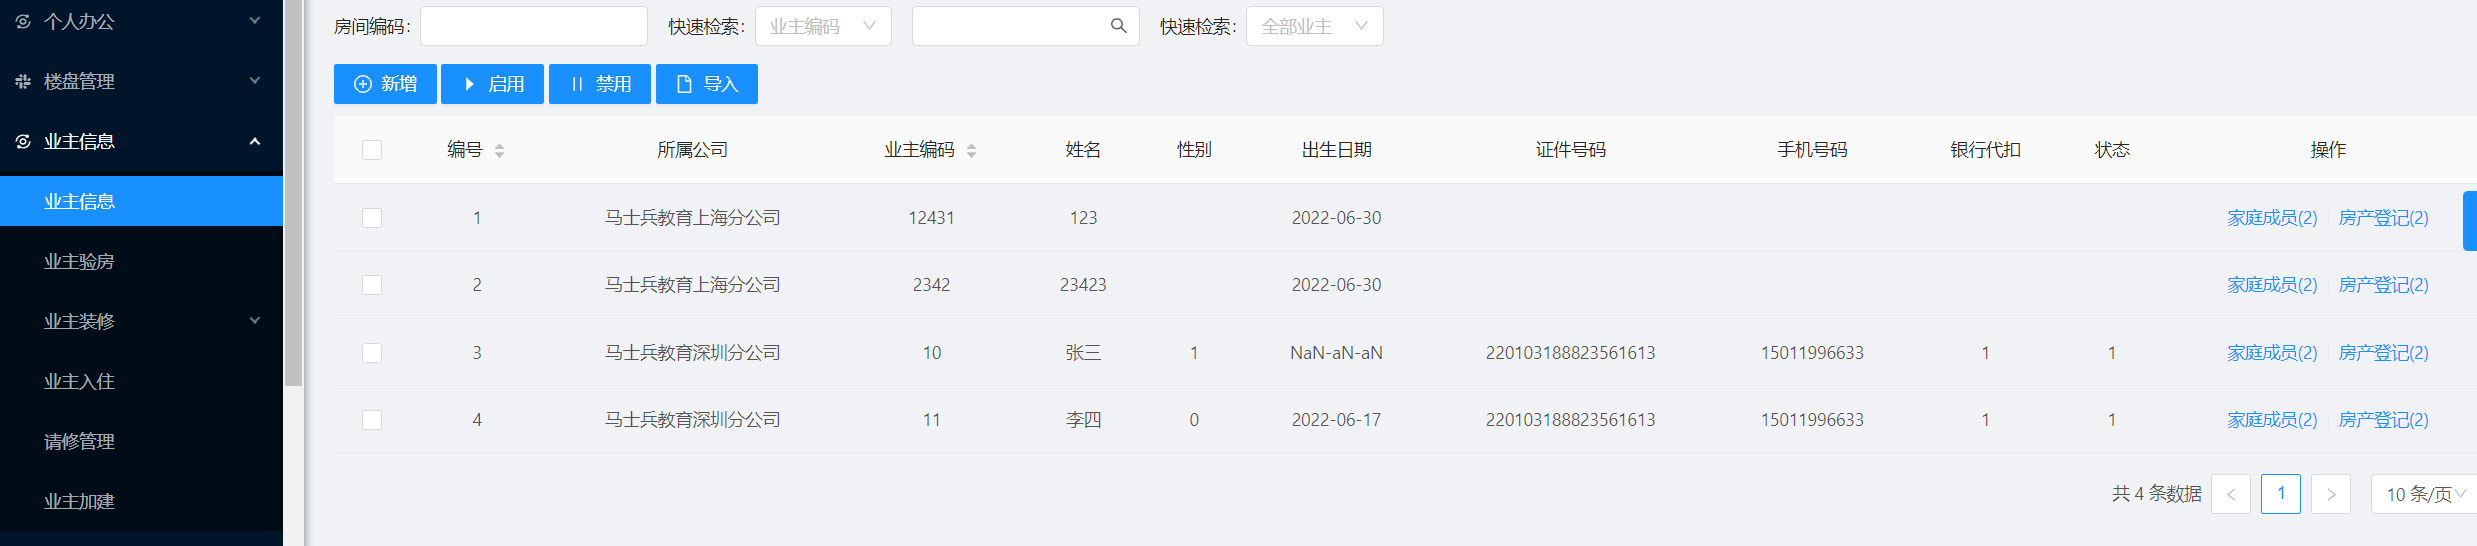 个人办公
楼盘管理
业主信息
业主信息
业主验房
业主装修
业主入住
请修管理
业主加建
房间编码: 快速检索: 业主编码 快速检索: 全部业主
新增 启用 禁用 导入
编号 所属公司 业主编码 姓名 性别 出生日期 证件号码 手机号码 银行代扣 状态 操作
1 马士兵教育上海分公司 12431 123 2022-06-30 家庭成员(2) 房产登记(2)
2 马士兵教育上海分公司 2342 23423 2022-06-30 家庭成员(2) 房产登记(2)
3 马士兵教育深圳分公司 10 张三 1 NaN-aN-aN 220103188823561613 15011996633 1 1 家庭成员(2) 房产登记(2)
4 马士兵教育深圳分公司 11 李四 0 2022-06-17 220103188823561613 15011996633 1 1 家庭成员(2) 房产登记(2)
共 4 条数据 < 1 > 10 条/页